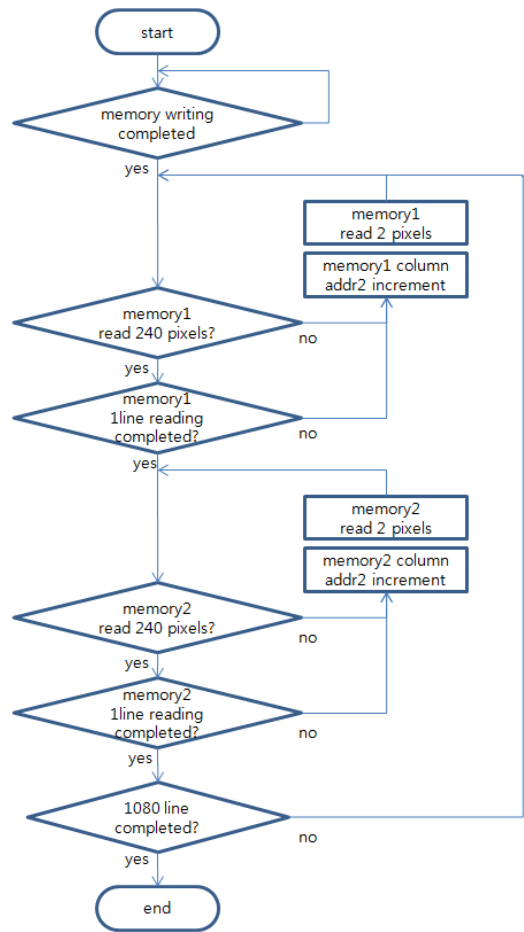 start
memory writing
completed
yes
memory1
read 2 pixels
memory1 column
addr2 increment
memory1
read 240 pixels?
no
yes
memory1
1line reading
completed?
no
yes
memory2
read 2 pixels
memory2 column
addr2 increment
memory2
read 240 pixels?
no
yes
memory2
1line reading
completed?
no
yes
1080 line
completed?
no
yes
end